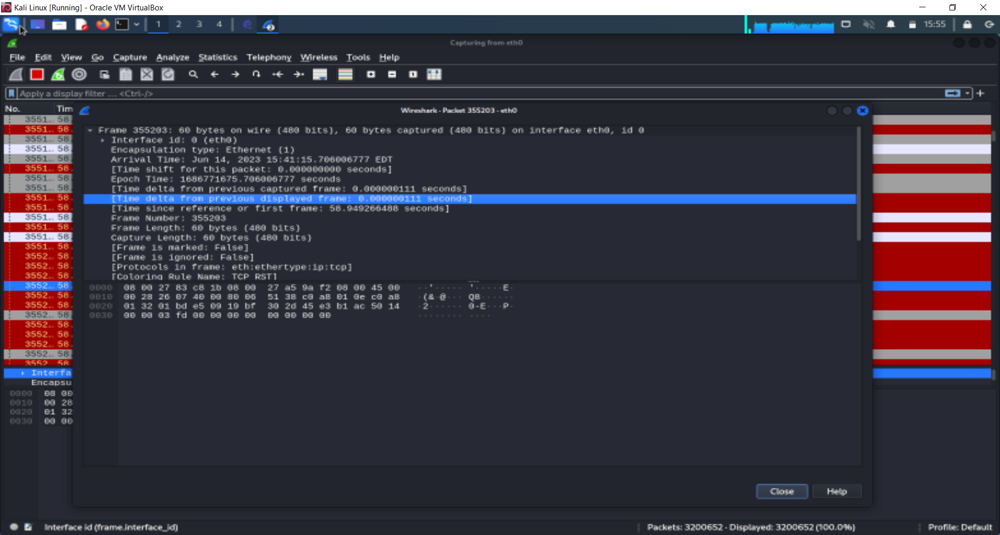 Kali Linux [Running] - Oracle VM VirtualBox
1 2 3 4 15:55
Capturing from eth0
File Edit View Go Capture Analyze Statistics Telephony Wireless Tools Help
Apply a display filter ... <Ctrl-/>
No. Tim
Wireshark · Packet 355203 · eth0
Frame 355203: 60 bytes on wire (480 bits), 60 bytes captured (480 bits) on interface eth0, id 0
Interface id: 0 (eth0)
Encapsulation type: Ethernet (1)
Arrival Time: Jun 14, 2023 15:41:15.706006777 EDT
[Time shift for this packet: 0.000000000 seconds]
Epoch Time: 1686771675.706006777 seconds
[Time delta from previous captured frame: 0.000000111 seconds]
[Time delta from previous displayed frame: 0.000000111 seconds]
[Time since reference or first frame: 58.949266488 seconds]
Frame Number: 355203
Frame Length: 60 bytes (480 bits)
Capture Length: 60 bytes (480 bits)
[Frame is marked: False]
[Frame is ignored: False]
[Protocols in frame: eth:ethertype:ip:tcp]
[Coloring Rule Name: TCP RST]
0000 08 00 27 83 c8 1b 08 00 27 a5 9a f2 08 00 45 00 ··'····· '·····E·
0010 00 28 26 07 40 00 80 06 51 38 c0 a8 01 0e c0 a8 ·(&·@··· Q8······
0020 01 32 01 bd e5 09 19 bf 30 2d 45 e3 b1 ac 50 14 ·2······ 0-E···P·
0030 00 00 03 fd 00 00 00 00 00 00 00 00 ········ ····
3551... 58.
3551... 58.
3551... 58.
3551... 58.
3551... 58.
3551... 58.
3551... 58.
3551... 58.
3551... 58.
3551... 58.
3551... 58.
3551... 58.
3551... 58.
3551... 58.
3552... 58.
3552... 58.
3552... 58.
3552... 58.
3552... 58.
3552... 58.
3552... 58.
3552... 58.
3552... 58.
3552... 58.
3552... 58.
3552... 58.
Interfa
Encapsu
0000 08 00
0010 00 28
0020 01 32
0030 00 00
Close Help
Interface id (frame.interface_id)
Packets: 3200652 · Displayed: 3200652 (100.0%)
Profile: Default